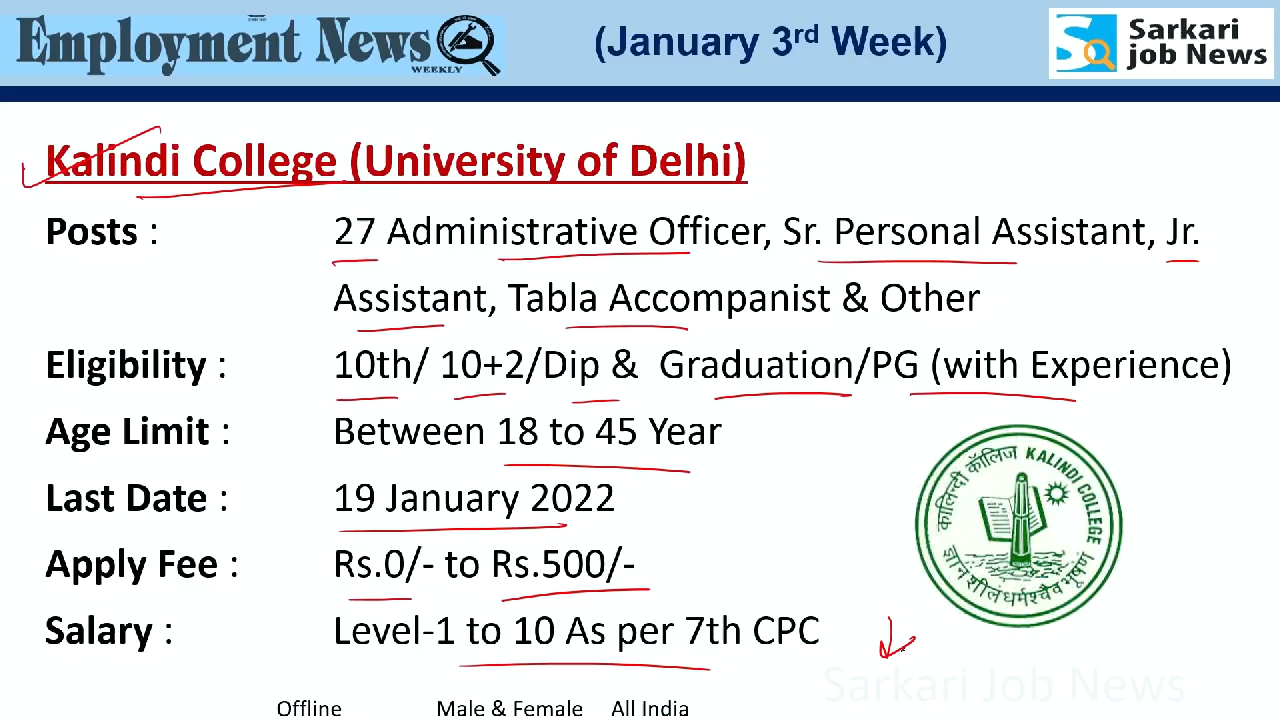 Employment News
WEEKLY
(January 3rd Week)
Sarkari
job News
Kalindi College (University of Delhi)
Posts : 27 Administrative Officer, Sr. Personal Assistant, Jr.
Assistant, Tabla Accompanist & Other
Eligibility : 10th/ 10+2/Dip & Graduation/PG (with Experience)
Age Limit : Between 18 to 45 Year
Last Date : 19 January 2022
Apply Fee : Rs.0/- to Rs.500/-
Salary : Level-1 to 10 As per 7th CPC
कालिन्दी कॉलिज KALINDI COLLEGE
ज्ञानं शीलं धर्मश्चैव भूषणं
Sarkari Job News
Offline Male & Female All India